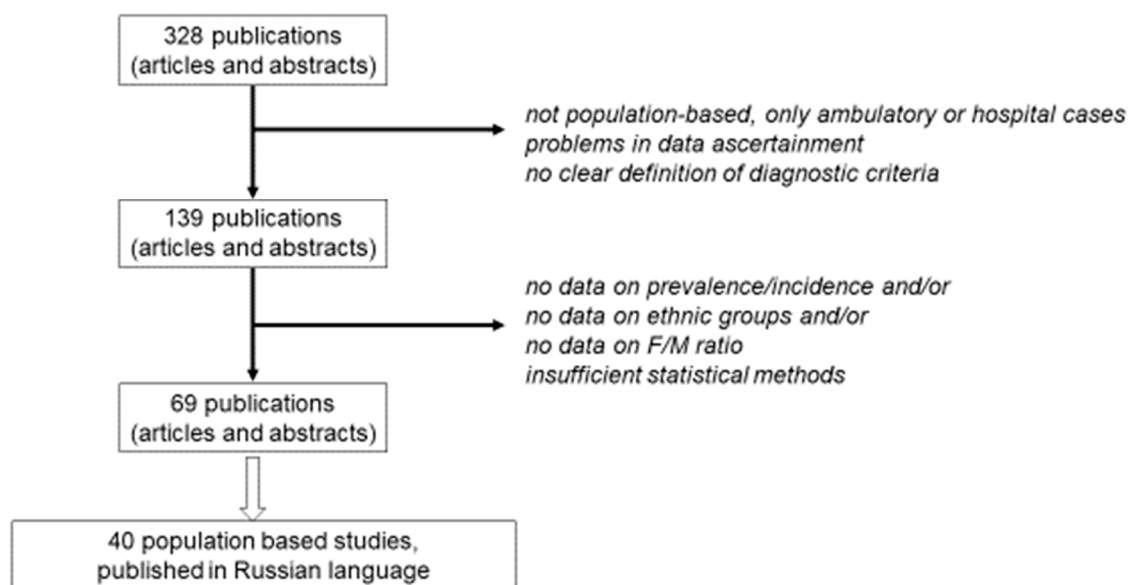 328 publications
(articles and abstracts)
not population-based, only ambulatory or hospital cases
problems in data ascertainment
no clear definition of diagnostic criteria
139 publications
(articles and abstracts)
no data on prevalence/incidence and/or
no data on ethnic groups and/or
no data on F/M ratio
insufficient statistical methods
69 publications
(articles and abstracts)
40 population based studies,
published in Russian language